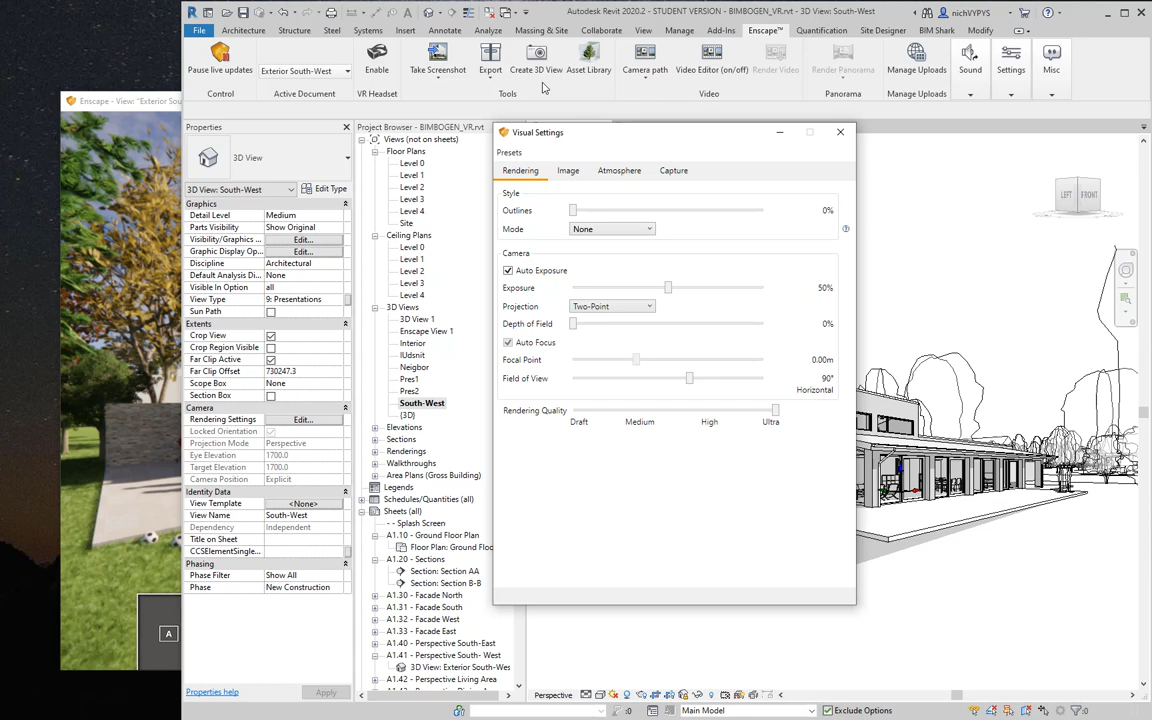 Autodesk Revit 2020.2 - STUDENT VERSION - BIMBOGEN_VR.rvt - 3D View: South-West
nichVYPYS
File Architecture Structure Steel Systems Insert Annotate Analyze Massing & Site Collaborate View Manage Add-Ins Enscape™ Quantification Site Designer BIM Shark Modify
Pause live updates
Exterior South-West
Enable
Take Screenshot
Export
Create 3D View
Asset Library
Camera path
Video Editor (on/off)
Render Video
Render Panorama
Manage Uploads
Sound
Settings
Misc
Control Active Document VR Headset Tools Video Panorama Manage Uploads
Enscape - View: "Exterior Sou
A
Properties
3D View
3D View: South-West
Edit Type
Graphics
Detail Level Medium
Parts Visibility Show Original
Visibility/Graphics ... Edit...
Graphic Display Op... Edit...
Discipline Architectural
Default Analysis Di... None
Visible In Option all
View Type 9: Presentations
Sun Path
Extents
Crop View
Crop Region Visible
Far Clip Active
Far Clip Offset 730247.3
Scope Box None
Section Box
Camera
Rendering Settings Edit...
Locked Orientation
Projection Mode Perspective
Eye Elevation 1700.0
Target Elevation 1700.0
Camera Position Explicit
Identity Data
View Template <None>
View Name South-West
Dependency Independent
Title on Sheet
CCSElementSingle...
Phasing
Phase Filter Show All
Phase New Construction
Properties help
Apply
Project Browser - BIMBOGEN_VR.rvt
Views (not on sheets)
Floor Plans
Level 0
Level 1
Level 2
Level 3
Level 4
Site
Ceiling Plans
Level 0
Level 1
Level 2
Level 3
Level 4
3D Views
3D View 1
Enscape View 1
Interior
IUdsnit
Neigbor
Pres1
Pres2
South-West
{3D}
Elevations
Sections
Renderings
Walkthroughs
Area Plans (Gross Building)
Legends
Schedules/Quantities (all)
Sheets (all)
- - Splash Screen
A1.10 - Ground Floor Plan
Floor Plan: Ground Floo
A1.20 - Sections
Section: Section AA
Section: Section B-B
A1.30 - Facade North
A1.31 - Facade South
A1.32 - Facade West
A1.33 - Facade East
A1.40 - Perspective South-East
A1.41 - Perspective South- West
3D View: Exterior South-Wes
A1.42 - Perspective Living Area
Visual Settings
Presets
Rendering Image Atmosphere Capture
Style
Outlines 0%
Mode None
Camera
Auto Exposure
Exposure 50%
Projection Two-Point
Depth of Field 0%
Auto Focus
Focal Point 0.00m
Field of View 90°
Horizontal
Rendering Quality
Draft Medium High Ultra
LEFT FRONT
Perspective
:0
Main Model
Exclude Options
:0